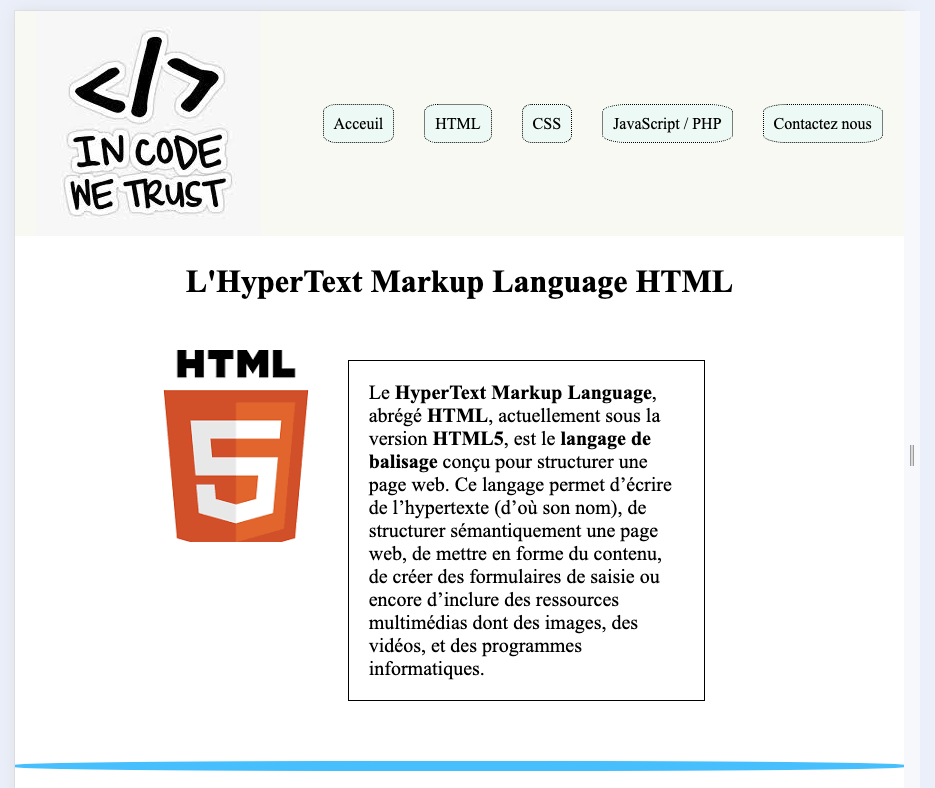 </>
IN CODE
WE TRUST
Acceuil
HTML
CSS
JavaScript / PHP
Contactez nous
L'HyperText Markup Language HTML
HTML
5
Le HyperText Markup Language,
abrégé HTML, actuellement sous la
version HTML5, est le langage de
balisage conçu pour structurer une
page web. Ce langage permet d’écrire
de l’hypertexte (d’où son nom), de
structurer sémantiquement une page
web, de mettre en forme du contenu,
de créer des formulaires de saisie ou
encore d’inclure des ressources
multimédias dont des images, des
vidéos, et des programmes
informatiques.